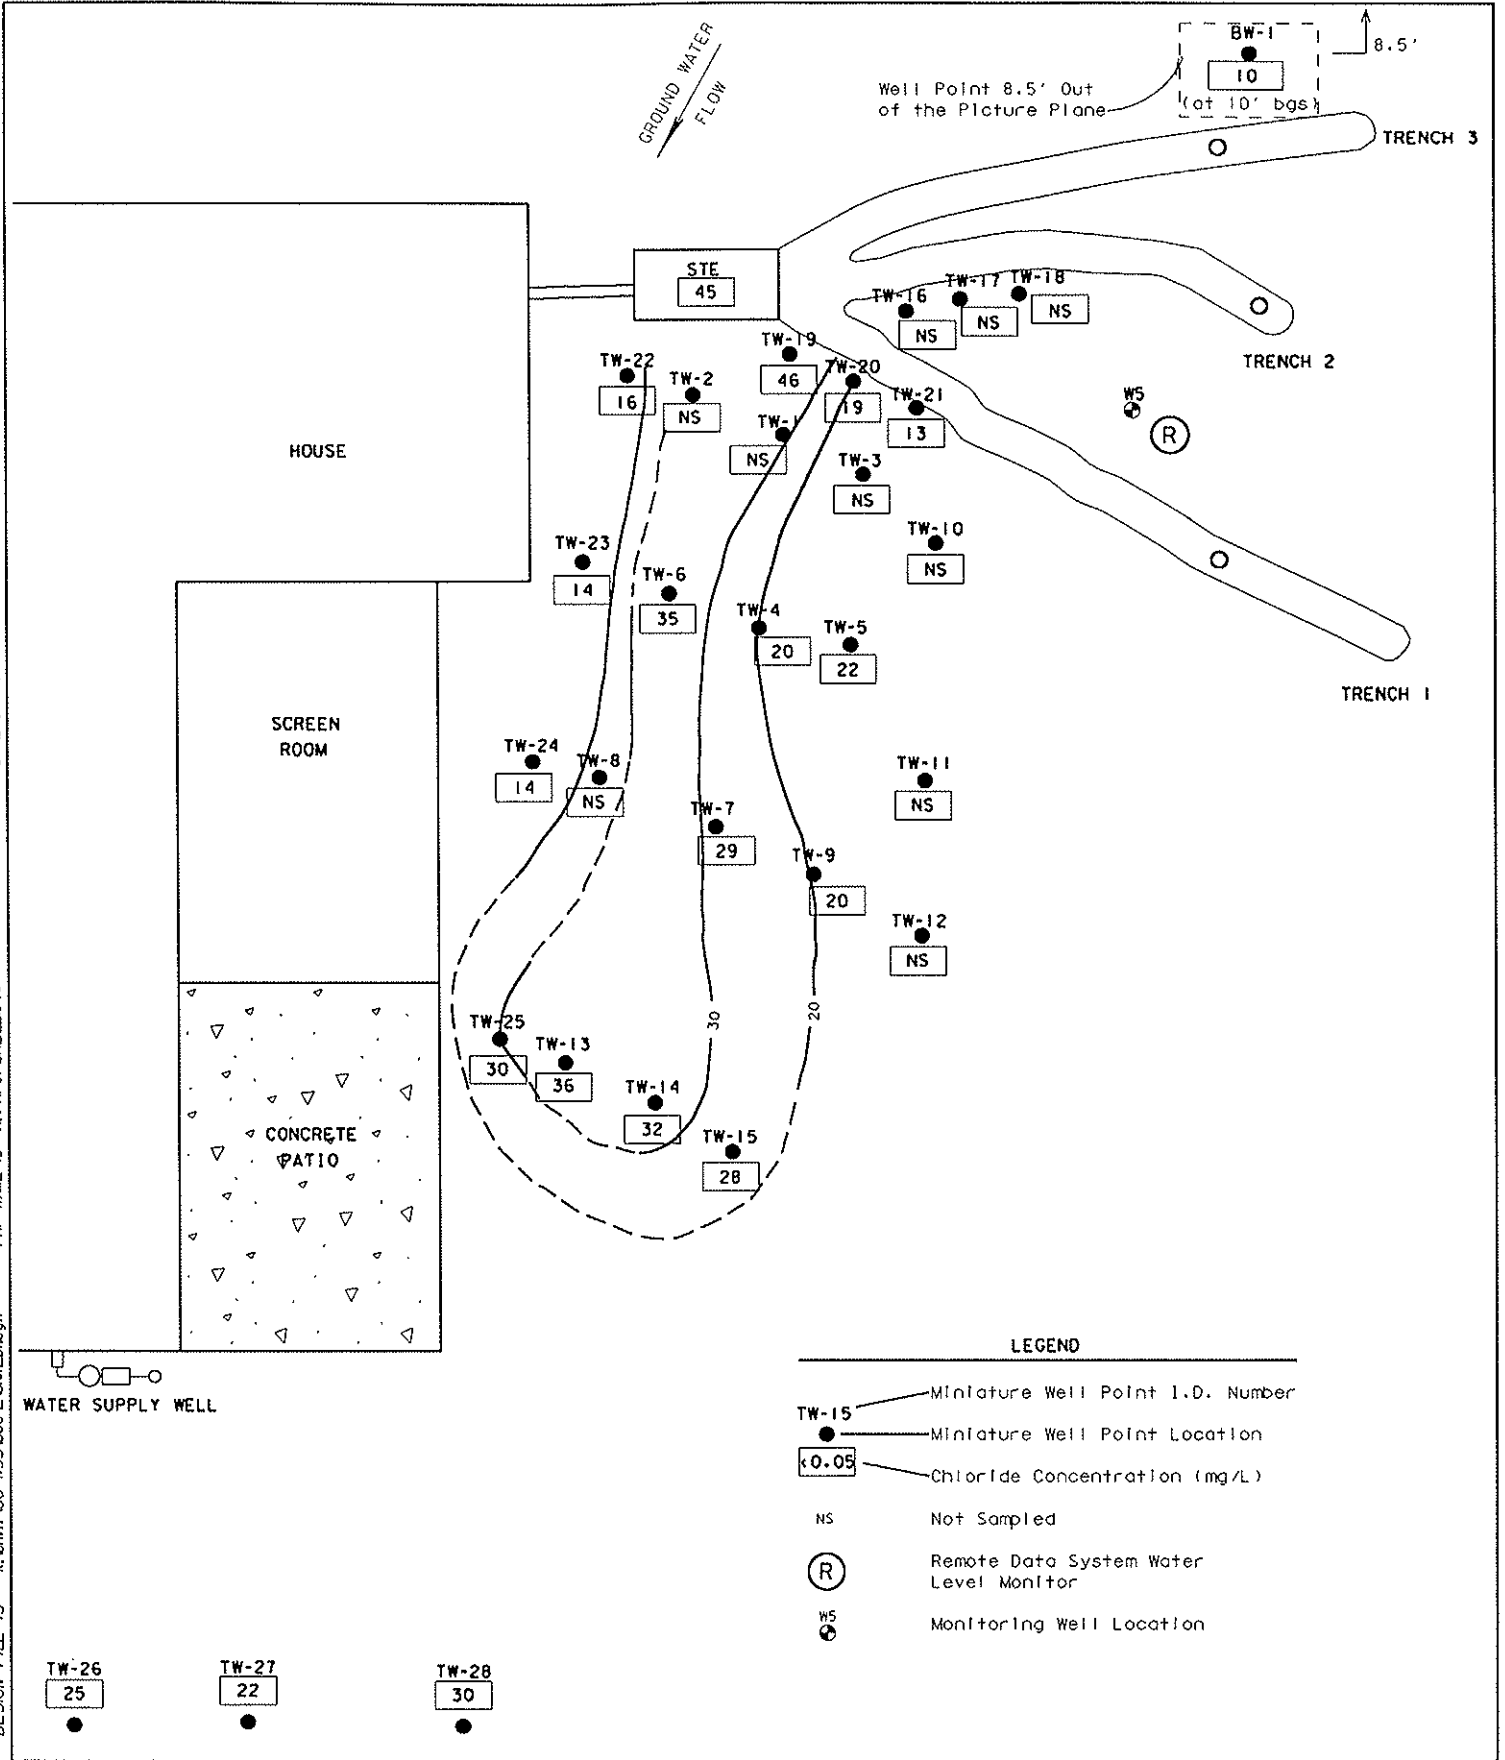 GROUND WATER
FLOW
Well Point 8.5' Out
of the Picture Plane
BW-1
10
(at 10' bgs)
8.5'
TRENCH 3
STE
45
TW-16
NS
TW-17
NS
TW-18
NS
TRENCH 2
TW-19
46
TW-20
19
TW-21
13
TW-22
16
TW-2
NS
TW-1
NS
W5
R
HOUSE
TW-3
NS
TW-10
NS
TW-23
14
TW-6
35
TW-4
20
TW-5
22
TRENCH 1
SCREEN
ROOM
TW-24
14
TW-8
NS
TW-11
NS
TW-7
29
TW-9
20
TW-12
NS
30
20
TW-25
30
TW-13
36
TW-14
32
TW-15
28
CONCRETE
PATIO
WATER SUPPLY WELL
LEGEND
TW-15
Miniature Well Point I.D. Number
Miniature Well Point Location
<0.05
Chloride Concentration (mg/L)
NS
Not Sampled
R
Remote Data System Water
Level Monitor
W5
Monitoring Well Location
TW-26
25
TW-27
22
TW-28
30